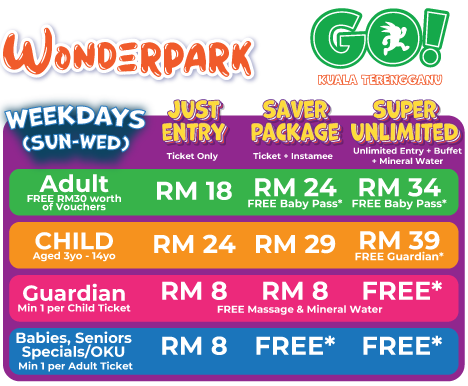 WONDERPARK
GO!
KUALA TERENGGANU
WEEKDAYS
(SUN-WED)
JUST
ENTRY
Ticket Only
SAVER
PACKAGE
Ticket + Instamee
SUPER
UNLIMITED
Unlimited Entry + Buffet
+ Mineral Water
Adult
FREE RM30 worth
of Vouchers
RM 18
RM 24
FREE Baby Pass*
RM 34
FREE Baby Pass*
CHILD
Aged 3yo - 14yo
RM 24
RM 29
RM 39
FREE Guardian*
Guardian
Min 1 per Child Ticket
RM 8
RM 8
FREE*
FREE Massage & Mineral Water
Babies, Seniors
Specials/OKU
Min 1 per Adult Ticket
RM 8
FREE*
FREE*